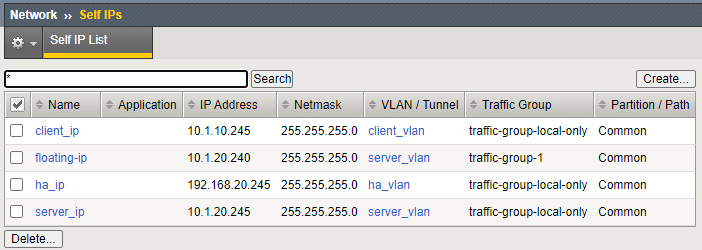 Network ›› Self IPs
Self IP List
* Search Create...
Name Application IP Address Netmask VLAN / Tunnel Traffic Group Partition / Path
client_ip 10.1.10.245 255.255.255.0 client_vlan traffic-group-local-only Common
floating-ip 10.1.20.240 255.255.255.0 server_vlan traffic-group-1 Common
ha_ip 192.168.20.245 255.255.255.0 ha_vlan traffic-group-local-only Common
server_ip 10.1.20.245 255.255.255.0 server_vlan traffic-group-local-only Common
Delete...